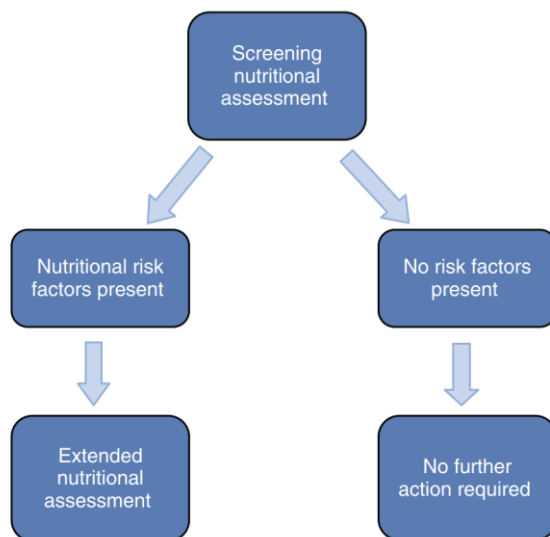 Screening
nutritional
assessment
Nutritional risk
factors present
No risk factors
present
Extended
nutritional
assessment
No further
action required